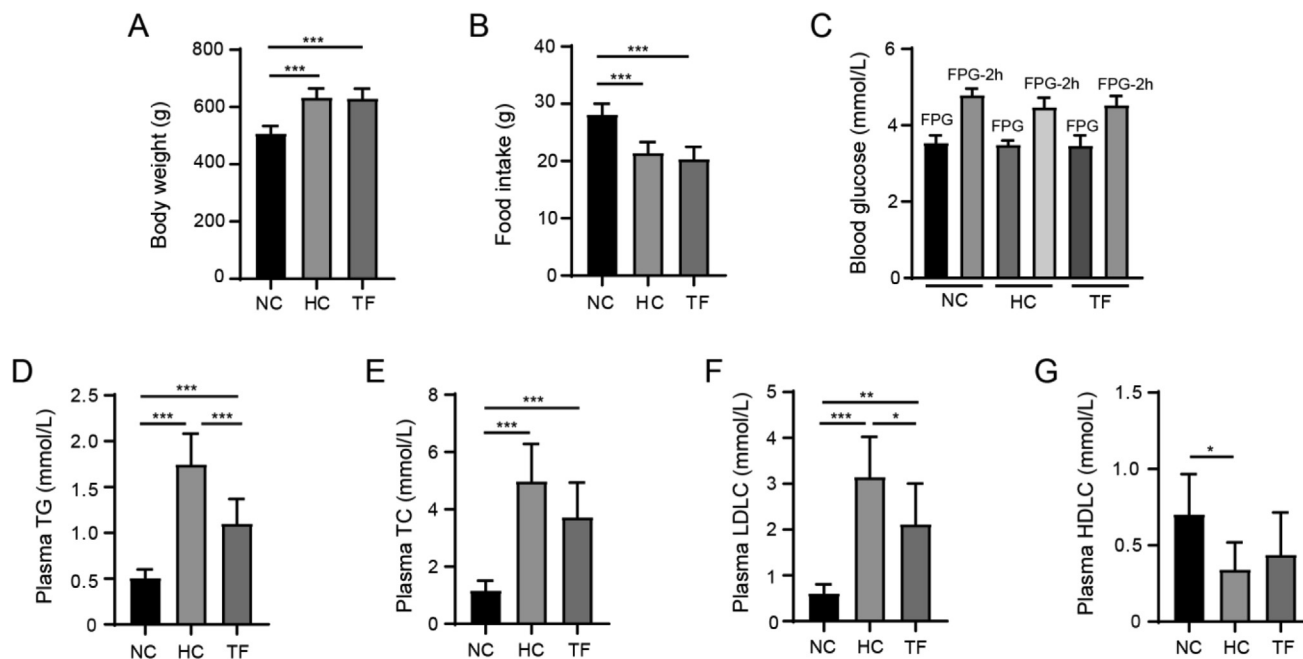 A
Body weight (g)
800
600
400
200
0
***
***
NC HC TF
B
Food intake (g)
40
30
20
10
0
***
***
NC HC TF
C
Blood glucose (mmol/L)
6
4
2
0
FPG
FPG-2h
FPG
FPG-2h
FPG
FPG-2h
NC HC TF
D
Plasma TG (mmol/L)
2.5
2.0
1.5
1.0
0.5
0
***
*** ***
NC HC TF
E
Plasma TC (mmol/L)
8
6
4
2
0
***
***
NC HC TF
F
Plasma LDLC (mmol/L)
5
4
3
2
1
0
**
*** *
NC HC TF
G
Plasma HDLC (mmol/L)
1.5
1.0
0.5
0
*
NC HC TF